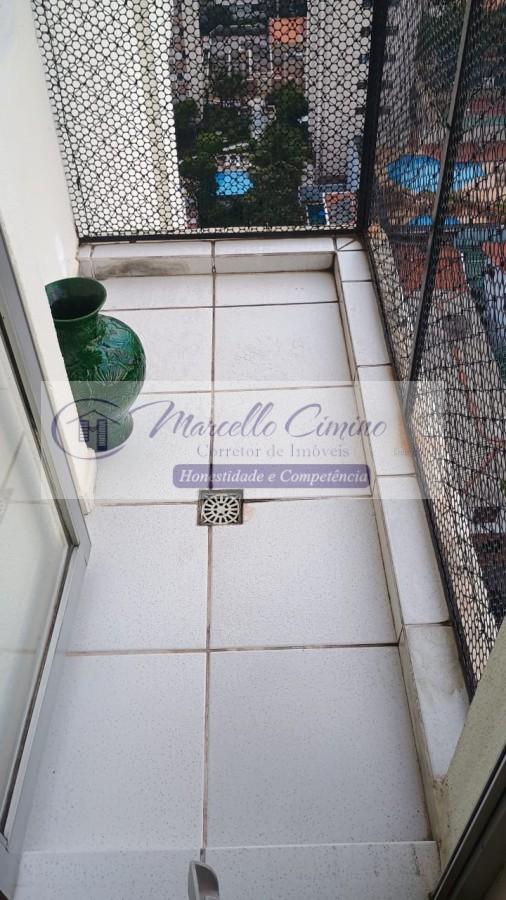 Marcello Cimino
Corretor de Imóveis
Honestidade e Competência